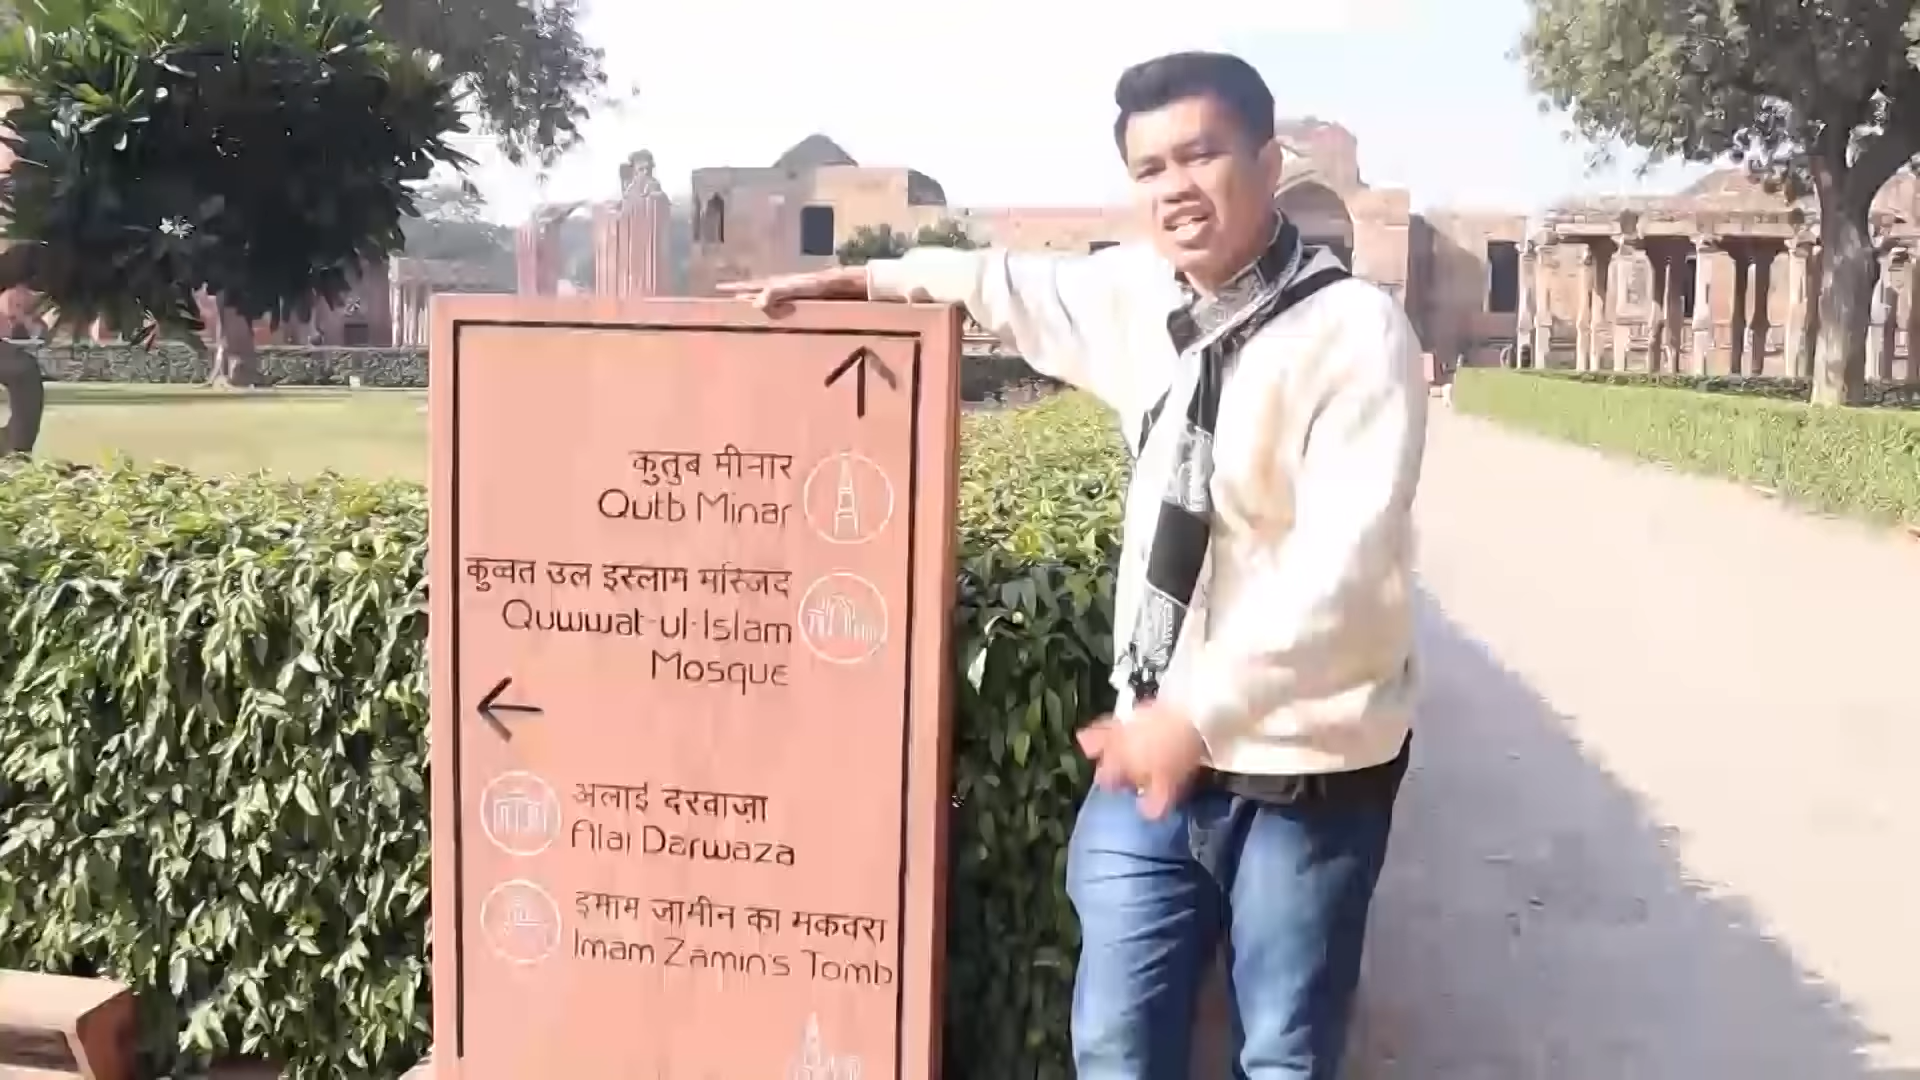 कुतुब मीनार
Qutb Minar
कुव्वत उल इस्लाम मस्जिद
Quwwat-ul-Islam
Mosque
अलाई दरवाज़ा
Alai Darwaza
इमाम जामीन का मकबरा
Imam Zamin's Tomb